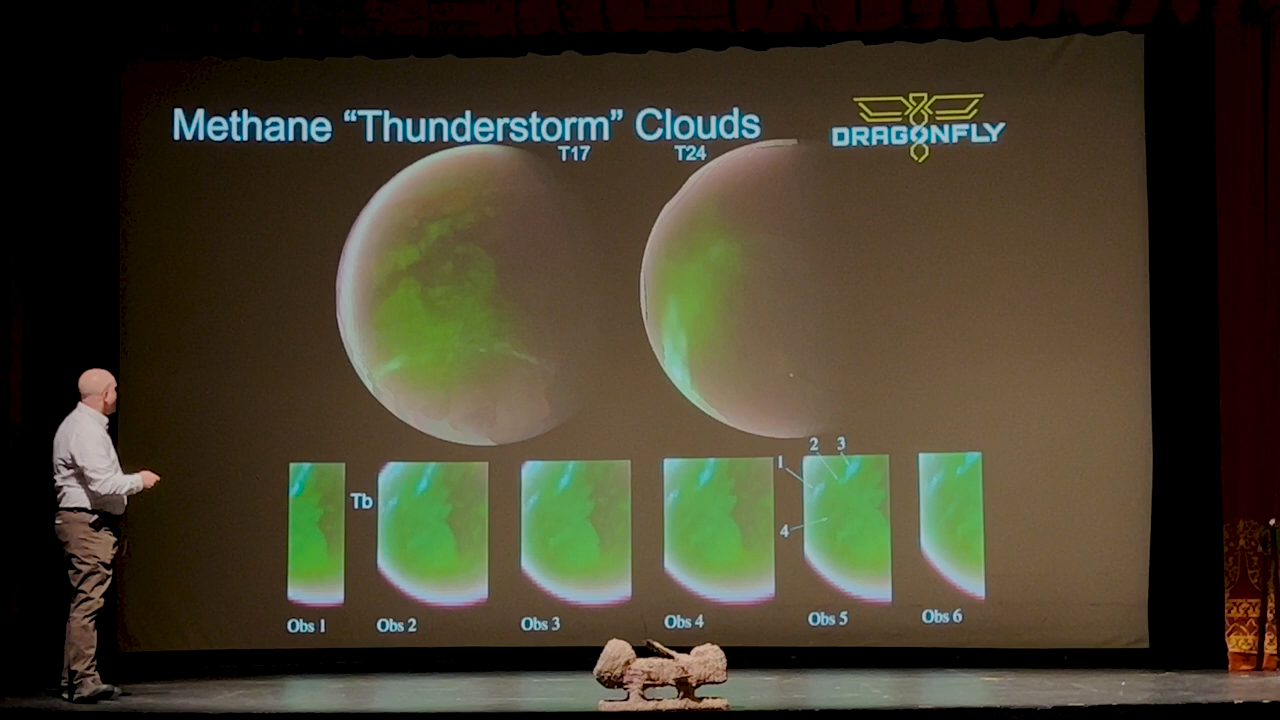 Methane “Thunderstorm” Clouds
DRAGONFLY
T17
T24
2
3
1
Tb
4
Obs 1
Obs 2
Obs 3
Obs 4
Obs 5
Obs 6